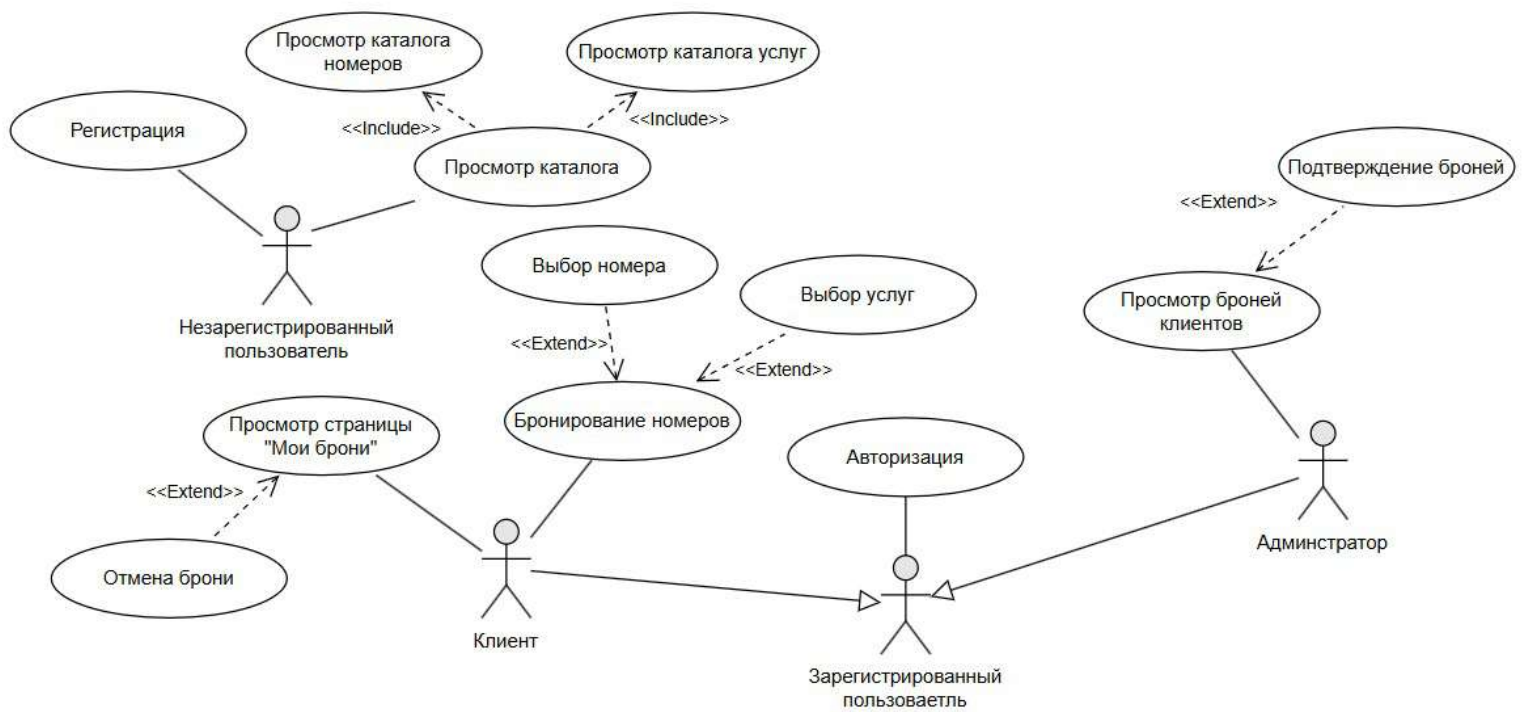 Просмотр каталога
номеров
Просмотр каталога услуг
<<Include>>
<<Include>>
Регистрация
Просмотр каталога
Подтверждение броней
<<Extend>>
Незарегистрированный
пользователь
Выбор номера
Выбор услуг
Просмотр броней
клиентов
<<Extend>>
<<Extend>>
Просмотр страницы
"Мои брони"
Бронирование номеров
Авторизация
<<Extend>>
Отмена брони
Клиент
Админстратор
Зарегистрированный
пользоваетль